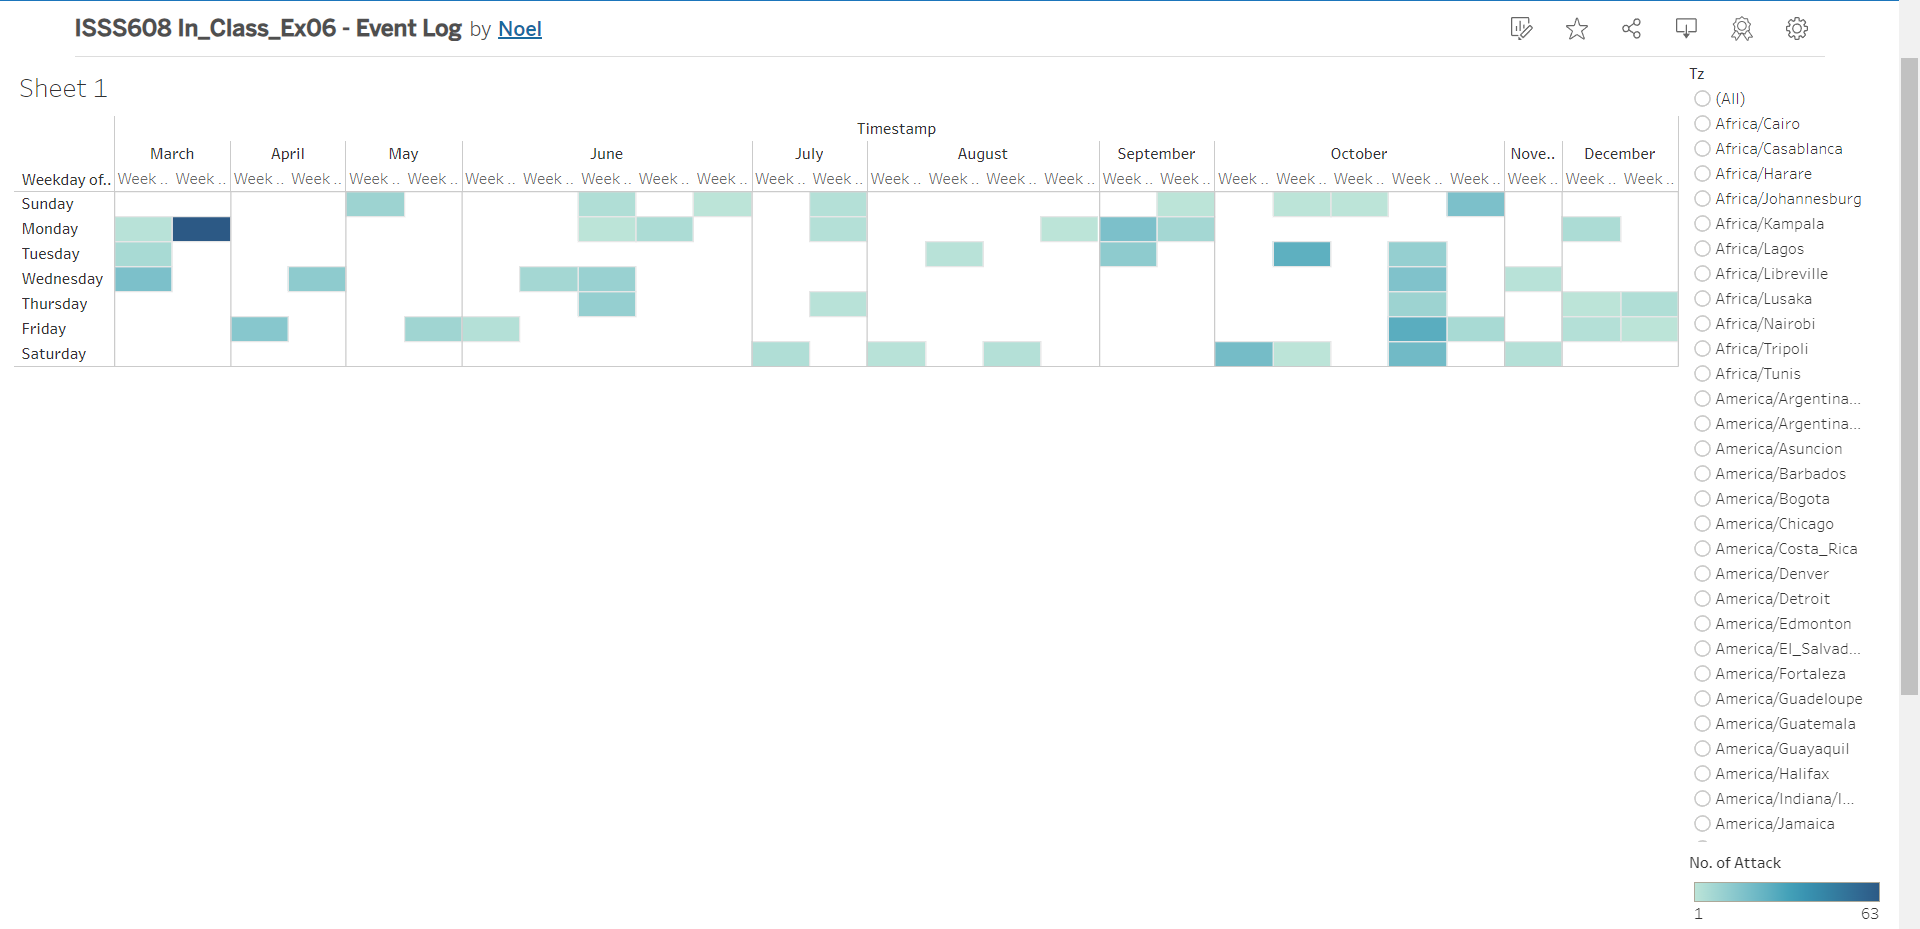 ISSS608 In_Class_Ex06 - Event Log by Noel
Sheet 1
Timestamp
March April May June July August September October Nove.. December
Weekday of.. Week .. Week .. Week .. Week .. Week .. Week .. Week .. Week .. Week .. Week .. Week .. Week .. Week .. Week .. Week .. Week .. Week .. Week .. Week .. Week .. Week .. Week .. Week .. Week .. Week .. Week .. Week ..
Sunday
Monday
Tuesday
Wednesday
Thursday
Friday
Saturday
Tz
(All)
Africa/Cairo
Africa/Casablanca
Africa/Harare
Africa/Johannesburg
Africa/Kampala
Africa/Lagos
Africa/Libreville
Africa/Lusaka
Africa/Nairobi
Africa/Tripoli
Africa/Tunis
America/Argentina...
America/Argentina...
America/Asuncion
America/Barbados
America/Bogota
America/Chicago
America/Costa_Rica
America/Denver
America/Detroit
America/Edmonton
America/El_Salvad...
America/Fortaleza
America/Guadeloupe
America/Guatemala
America/Guayaquil
America/Halifax
America/Indiana/I...
America/Jamaica
No. of Attack
1 63